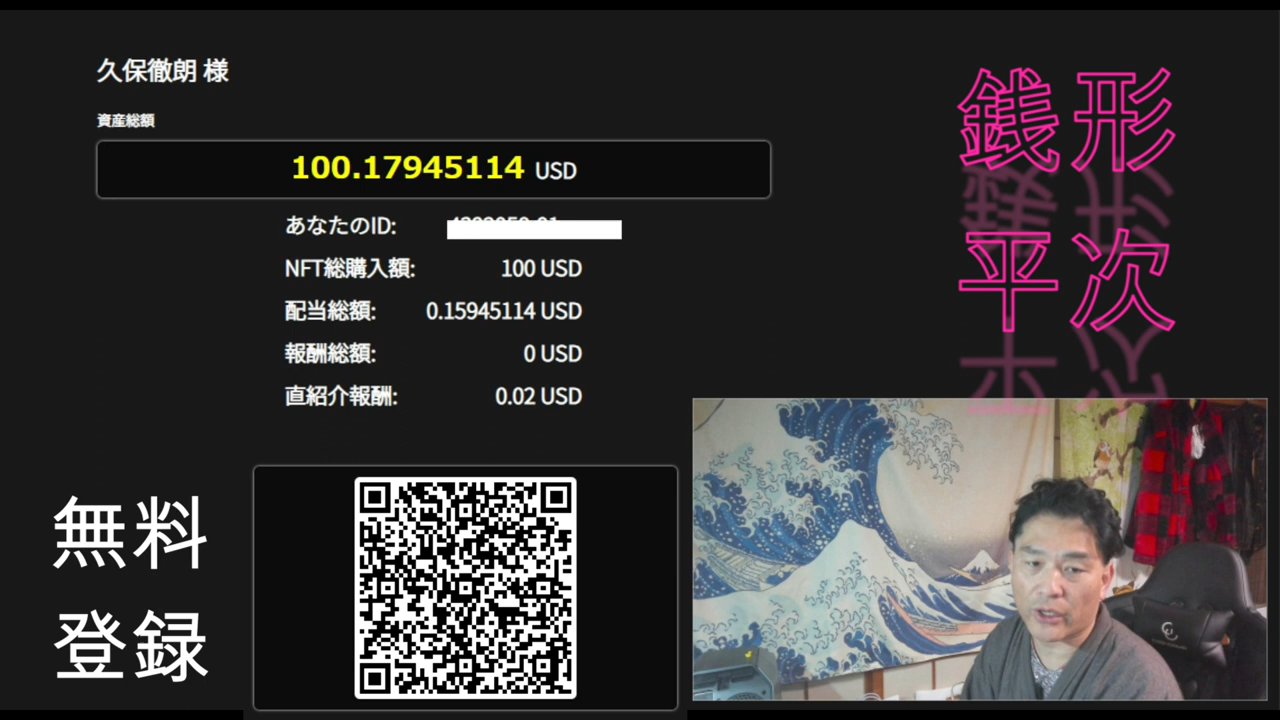 久保徹朗 様
資産総額
100.17945114 USD
あなたのID:
NFT総購入額: 100 USD
配当総額: 0.15945114 USD
報酬総額: 0 USD
直紹介報酬: 0.02 USD
銭形
平次
無料
登録